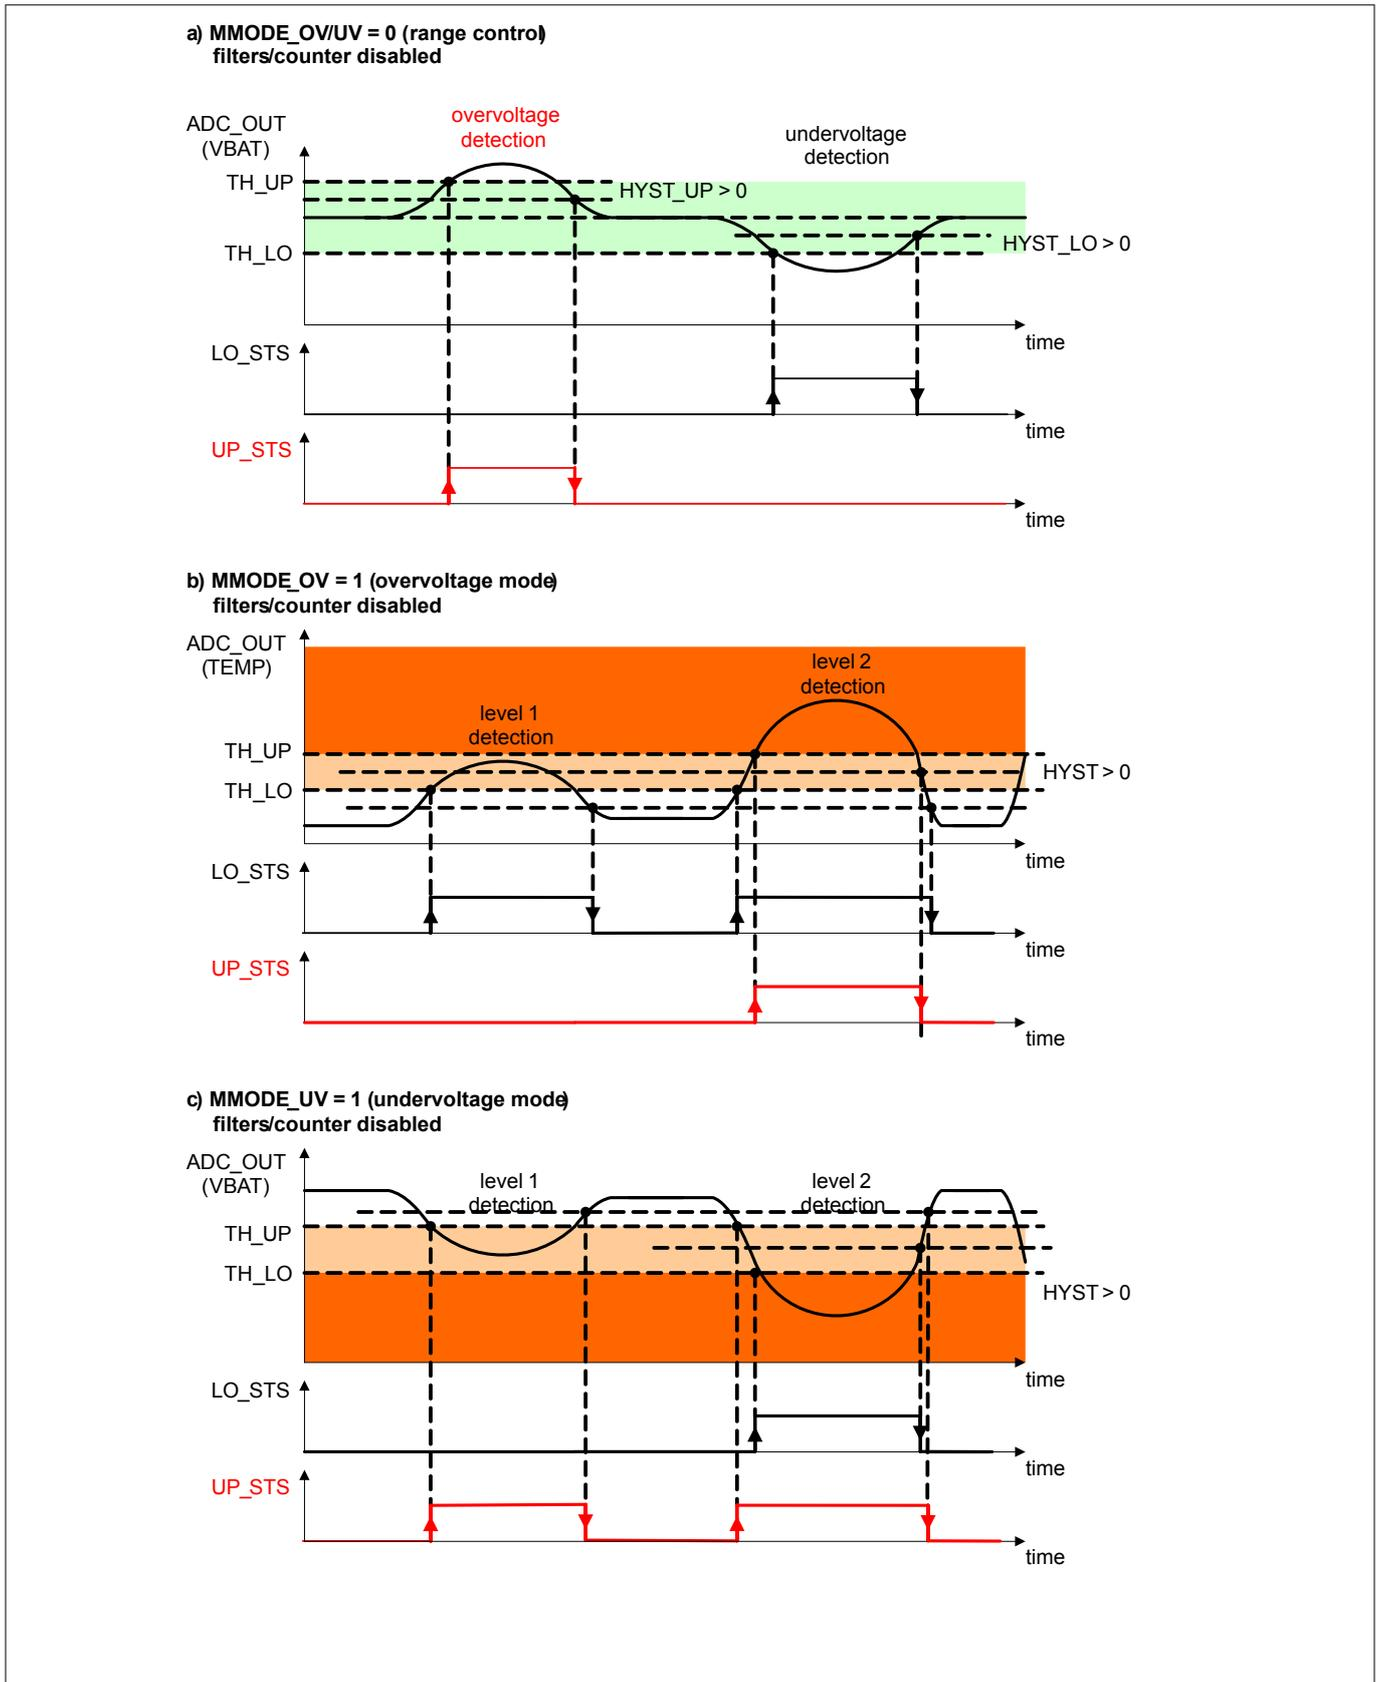 a) MMODE_OV/UV = 0 (range control)
filters/counter disabled
overvoltage
detection
ADC_OUT
(VBAT)
undervoltage
detection
TH_UP
HYST_UP > 0
TH_LO
HYST_LO > 0
time
LO_STS
time
UP_STS
time
b) MMODE_OV = 1 (overvoltage mode)
filters/counter disabled
ADC_OUT
(TEMP)
level 2
detection
level 1
detection
TH_UP
HYST > 0
TH_LO
time
LO_STS
time
UP_STS
time
c) MMODE_UV = 1 (undervoltage mode)
filters/counter disabled
ADC_OUT
(VBAT)
level 1
detection
level 2
detection
TH_UP
TH_LO
HYST > 0
time
LO_STS
time
UP_STS
time